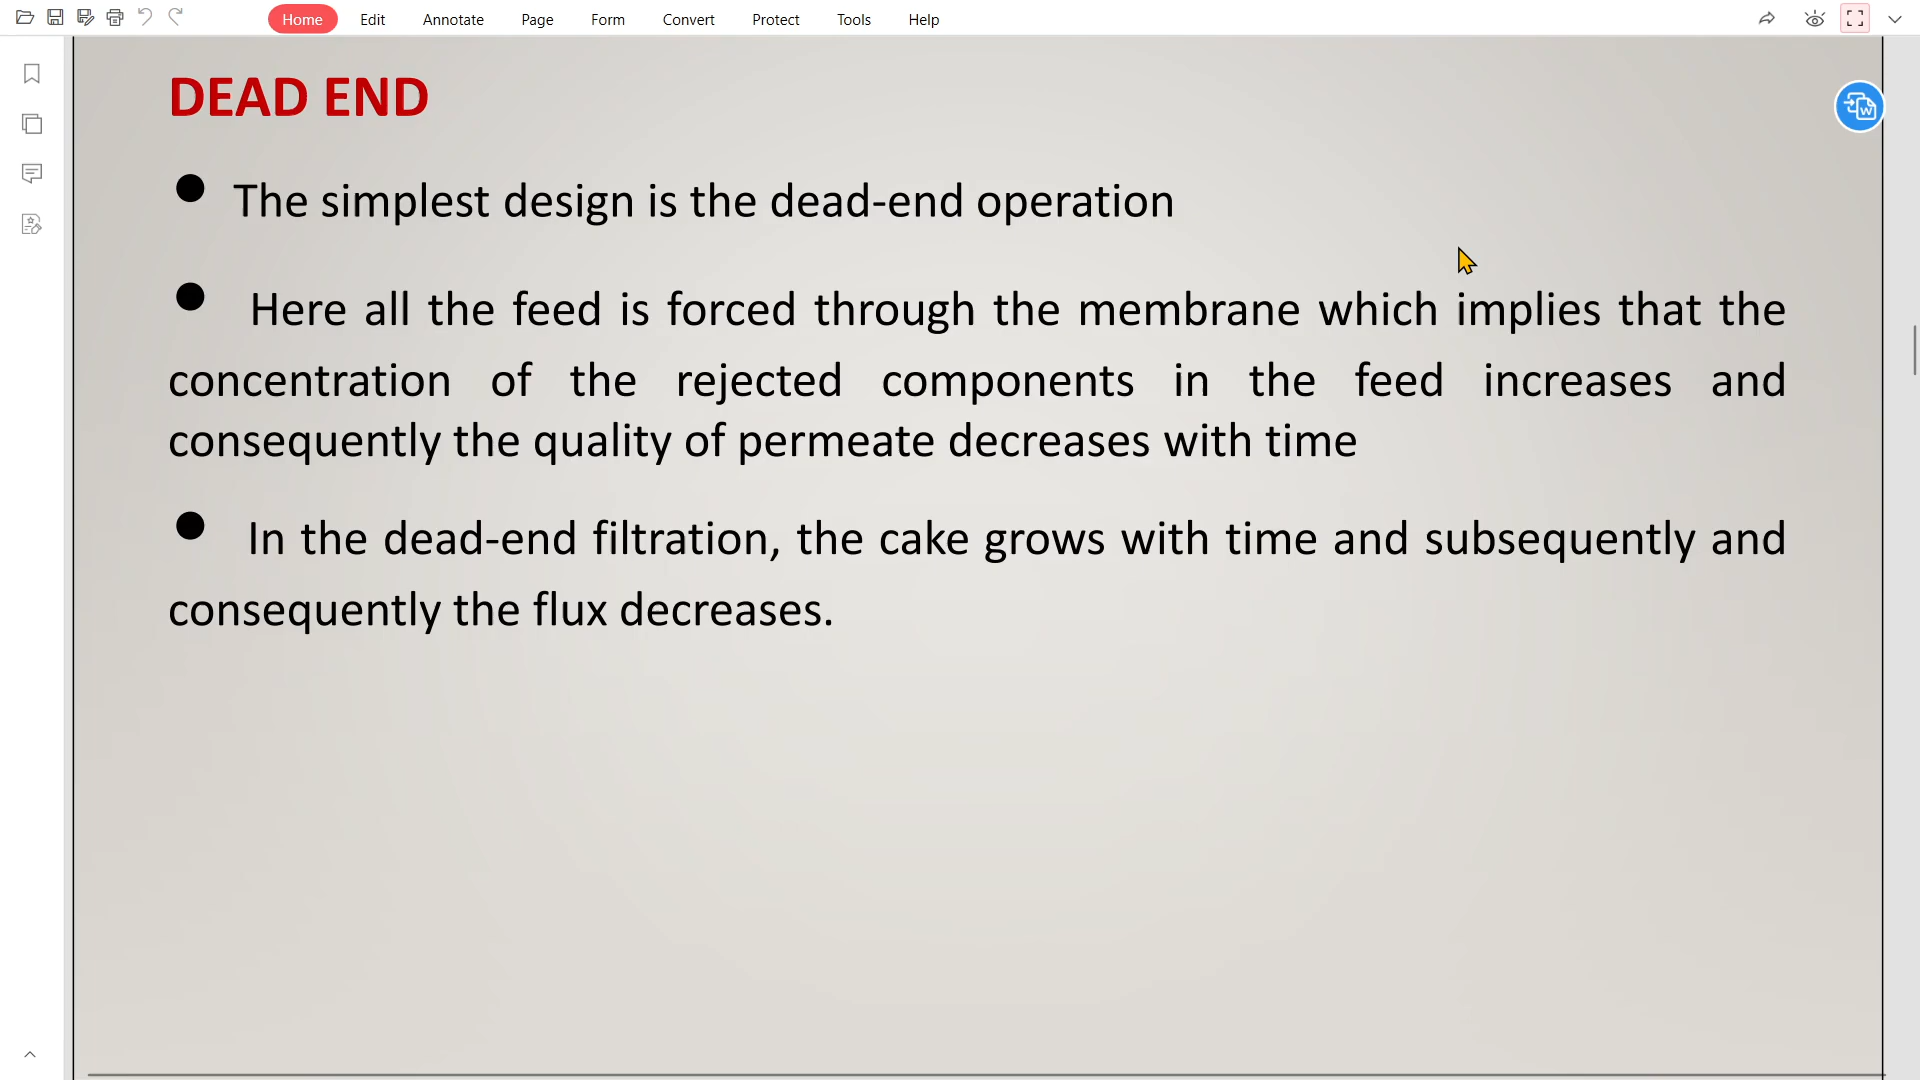 Home Edit Annotate Page Form Convert Protect Tools Help
DEAD END
● The simplest design is the dead-end operation
● Here all the feed is forced through the membrane which implies that the
concentration of the rejected components in the feed increases and
consequently the quality of permeate decreases with time
● In the dead-end filtration, the cake grows with time and subsequently and
consequently the flux decreases.